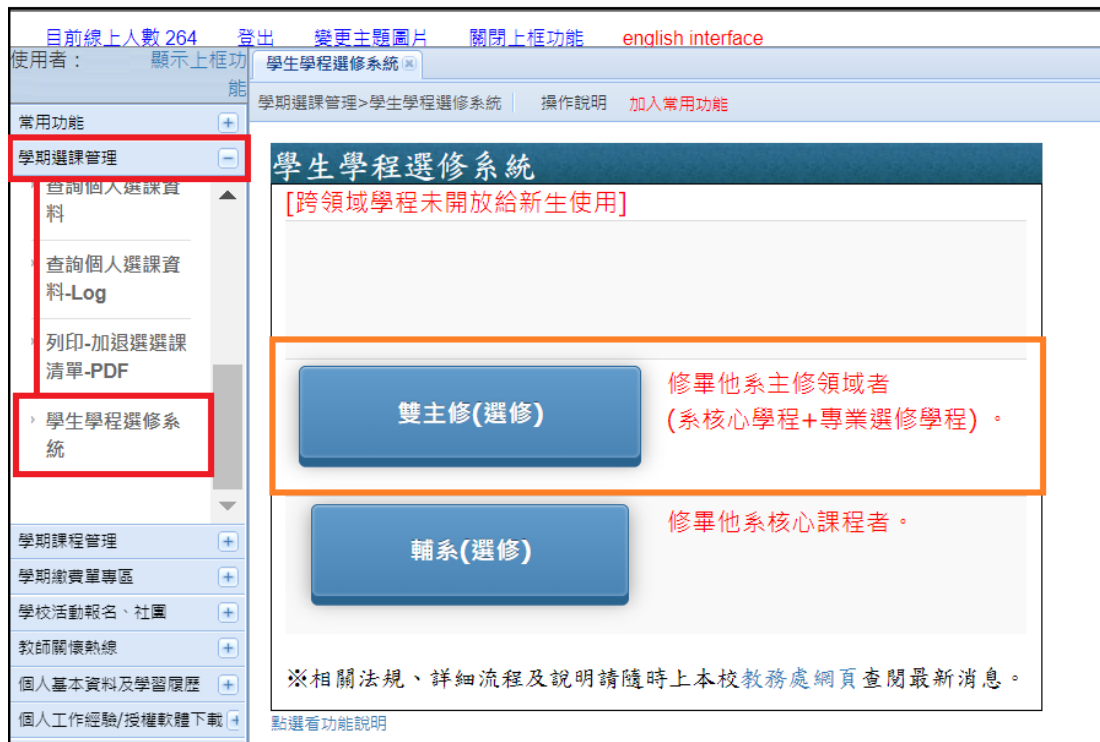 目前線上人數 264 登出 變更主題圖片 關閉上框功能 english interface
使用者： 顯示上框功
能
常用功能
學期選課管理
查詢個人選課資
料
查詢個人選課資
料-Log
列印-加退選選課
清單-PDF
學生學程選修系
統
學期課程管理
學期繳費單專區
學校活動報名、社團
教師關懷熱線
個人基本資料及學習履歷
個人工作經驗/授權軟體下載
學生學程選修系統
學期選課管理>學生學程選修系統 操作說明 加入常用功能
學生學程選修系統
[跨領域學程未開放給新生使用]
雙主修(選修)
修畢他系主修領域者
(系核心學程+專業選修學程) 。
輔系(選修)
修畢他系核心課程者。
※相關法規、詳細流程及說明請隨時上本校教務處網頁查閱最新消息。
點選看功能說明